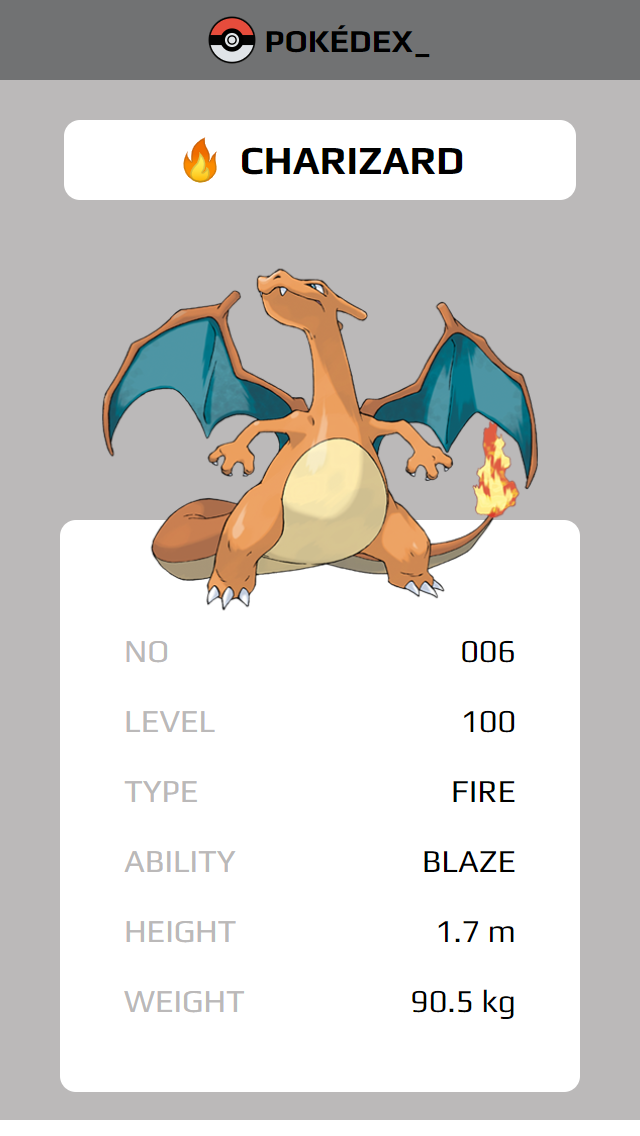 POKÉDEX_
🔥 CHARIZARD
NO 006
LEVEL 100
TYPE FIRE
ABILITY BLAZE
HEIGHT 1.7 m
WEIGHT 90.5 kg